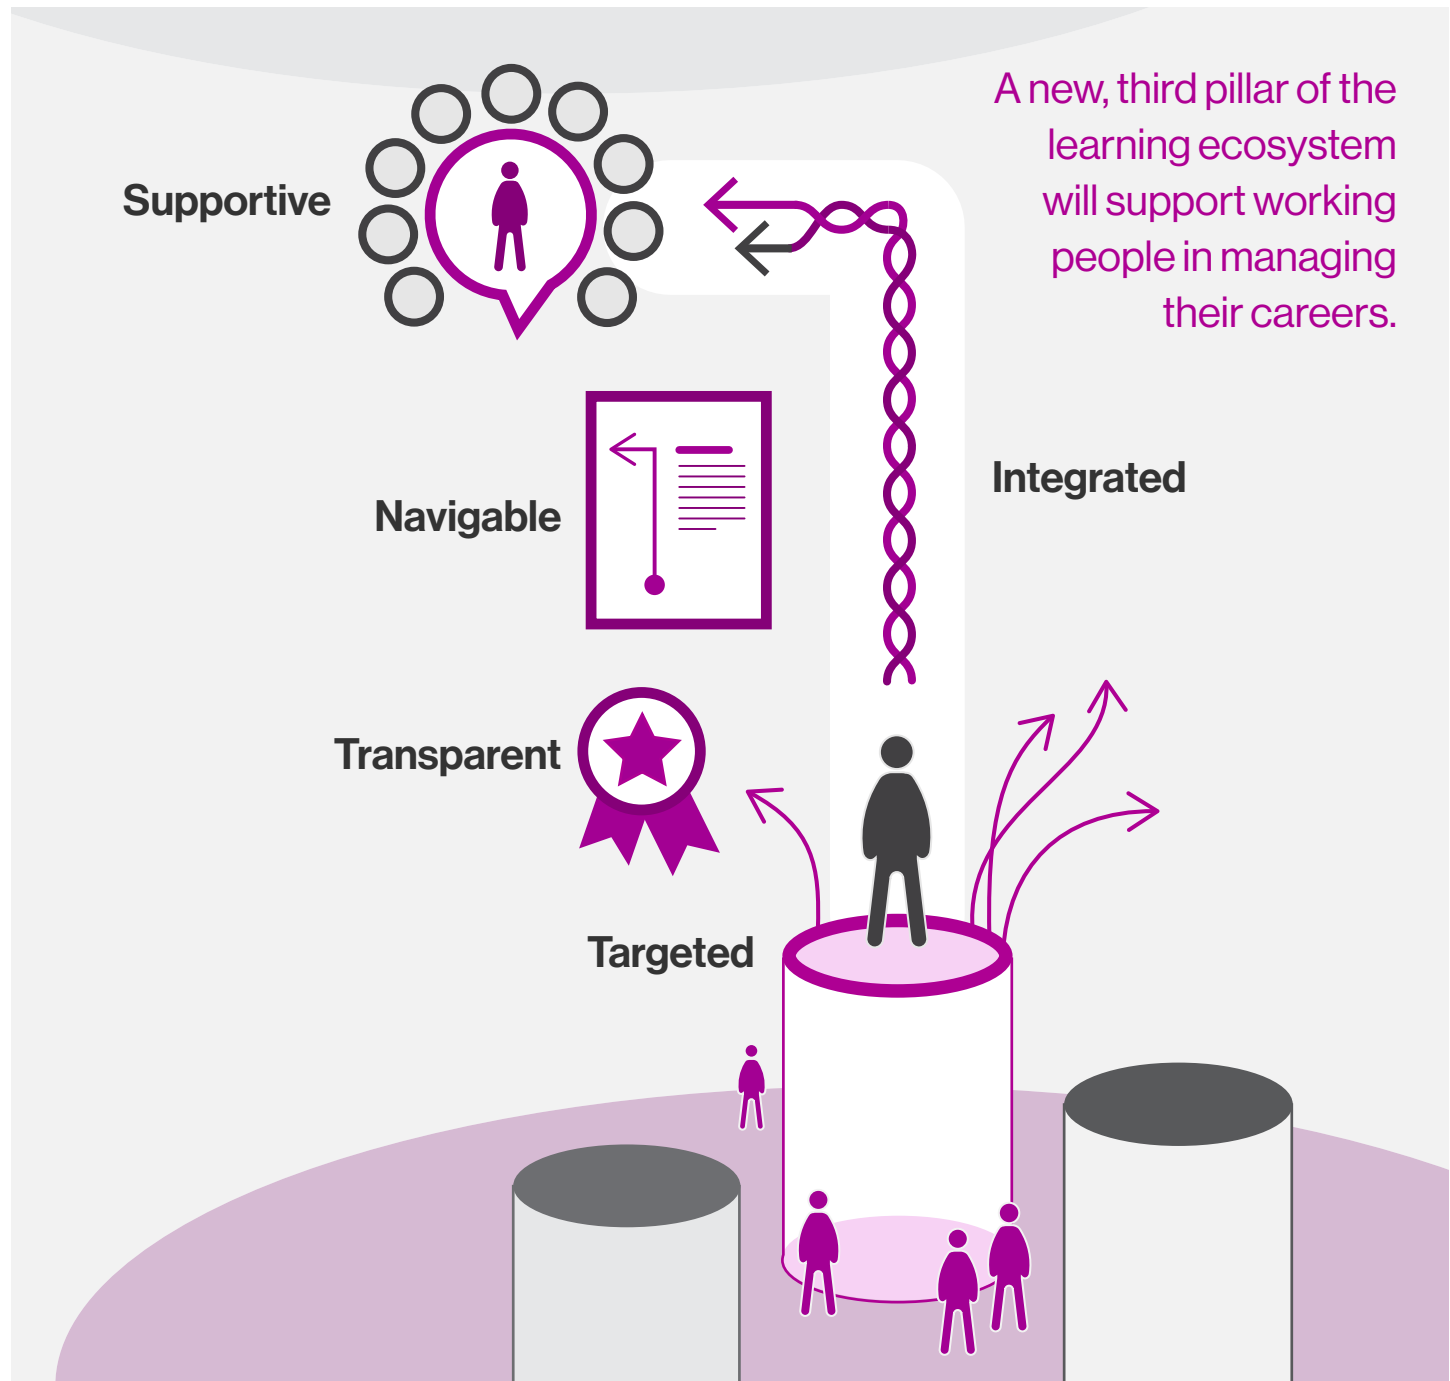 A new, third pillar of the
learning ecosystem
will support working
people in managing
their careers.
Supportive
Integrated
Navigable
Transparent
Targeted